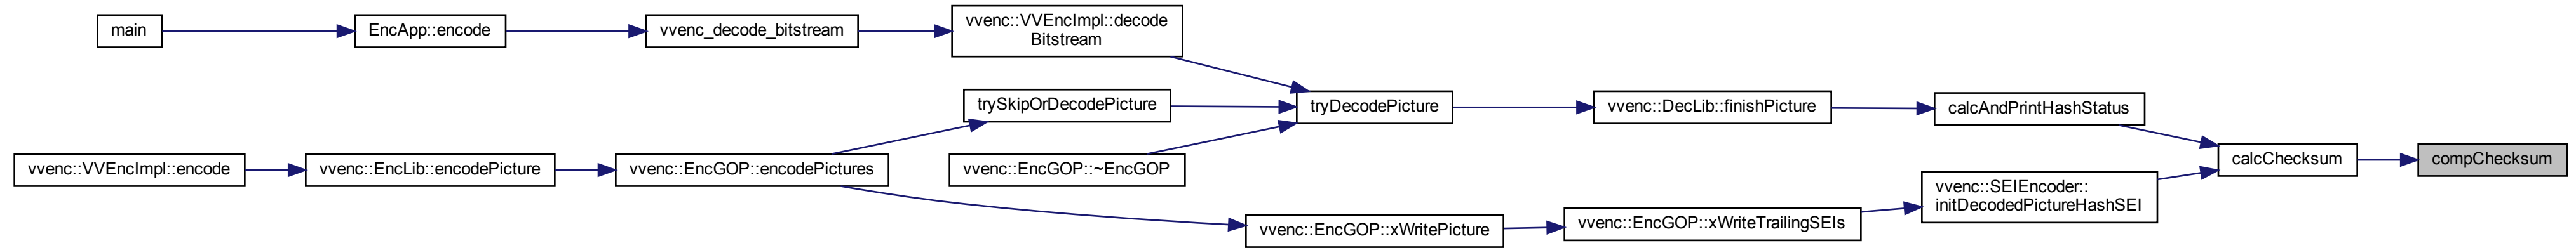 main
EncApp::encode
vvenc_decode_bitstream
vvenc::VVEncImpl::decode
Bitstream
trySkipOrDecodePicture
tryDecodePicture
vvenc::DecLib::finishPicture
calcAndPrintHashStatus
vvenc::VVEncImpl::encode
vvenc::EncLib::encodePicture
vvenc::EncGOP::encodePictures
vvenc::EncGOP::~EncGOP
calcChecksum
compChecksum
vvenc::SEIEncoder::
initDecodedPictureHashSEI
vvenc::EncGOP::xWritePicture
vvenc::EncGOP::xWriteTrailingSEIs